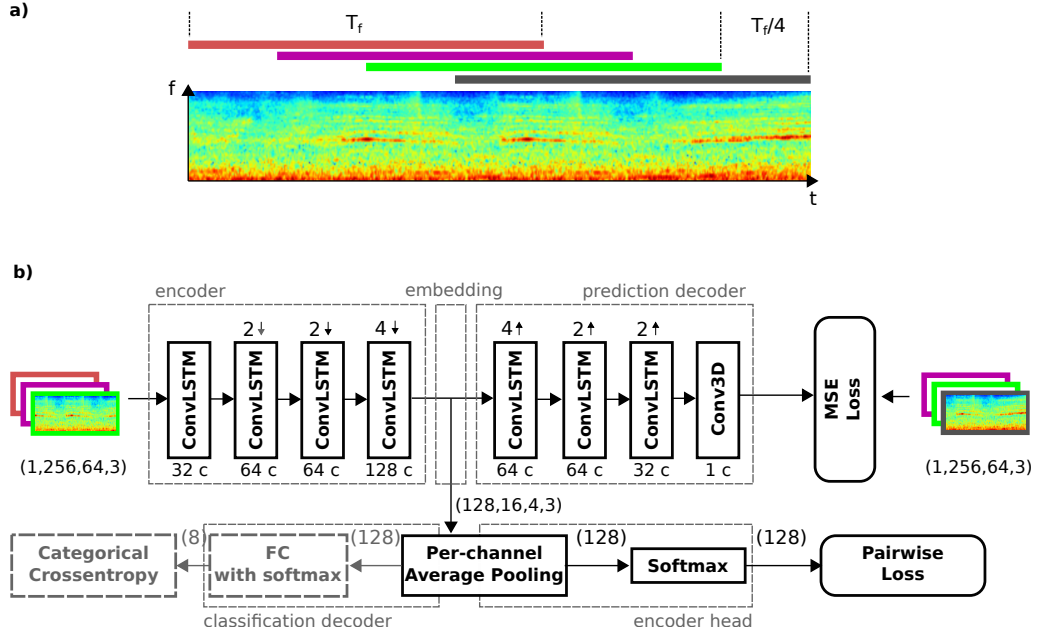 a)
T_f
T_f/4
f
t
b)
encoder
embedding
prediction decoder
2↓
2↓
4↓
4↑
2↑
2↑
ConvLSTM
ConvLSTM
ConvLSTM
ConvLSTM
ConvLSTM
ConvLSTM
ConvLSTM
Conv3D
MSE
Loss
32 c
64 c
64 c
128 c
64 c
64 c
32 c
1 c
(1,256,64,3)
(1,256,64,3)
(128,16,4,3)
(8)
(128)
(128)
(128)
Categorical
Crossentropy
FC
with softmax
Per-channel
Average Pooling
Softmax
Pairwise
Loss
classification decoder
encoder head